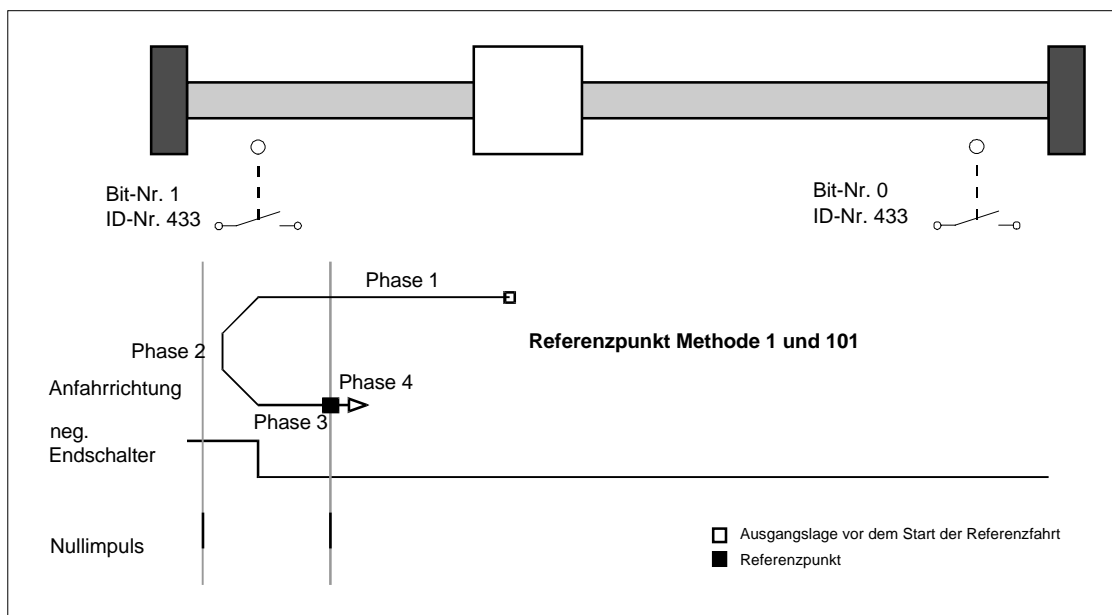 Bit-Nr. 1
ID-Nr. 433
Bit-Nr. 0
ID-Nr. 433
Phase 1
Referenzpunkt Methode 1 und 101
Phase 2
Anfahrrichtung
Phase 4
Phase 3
neg.
Endschalter
Nullimpuls
Ausgangslage vor dem Start der Referenzfahrt
Referenzpunkt